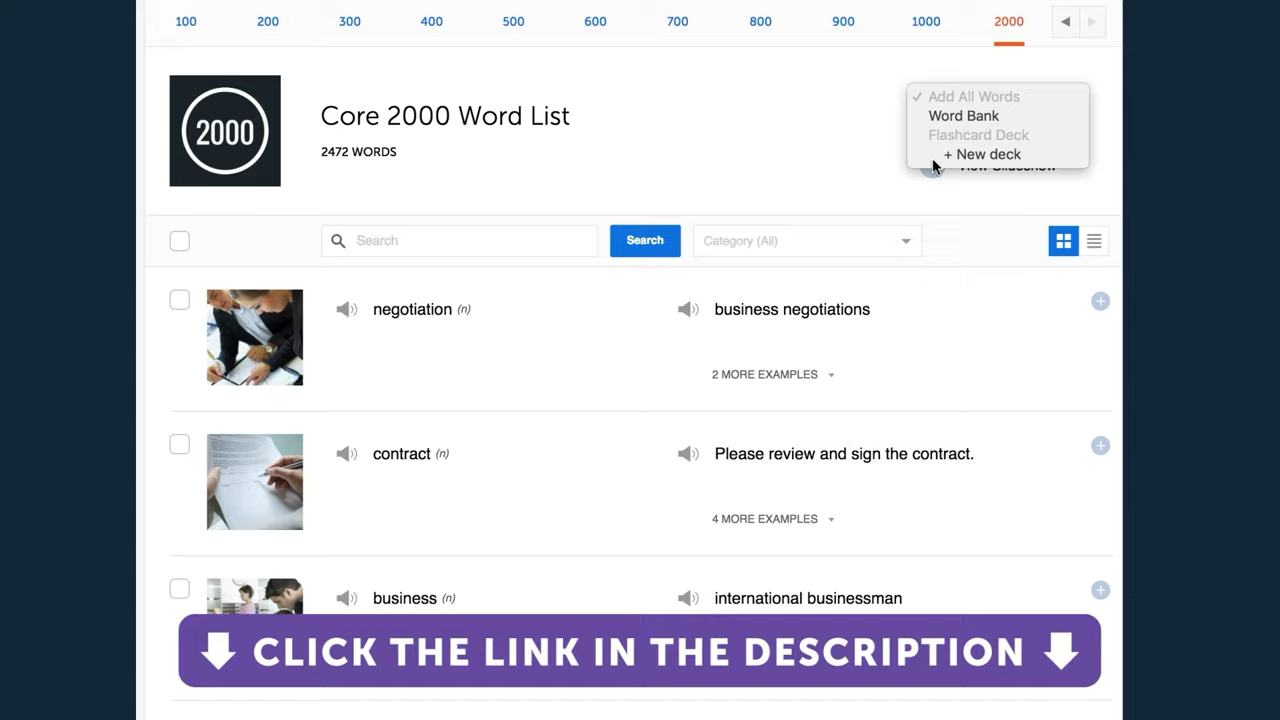 100 200 300 400 500 600 700 800 900 1000 2000
2000
Core 2000 Word List
2472 WORDS
Add All Words
Word Bank
Flashcard Deck
+ New deck
View Slideshow
Search
Search
Category (All)
negotiation (n)
business negotiations
2 MORE EXAMPLES
contract (n)
Please review and sign the contract.
4 MORE EXAMPLES
business (n)
international businessman
CLICK THE LINK IN THE DESCRIPTION